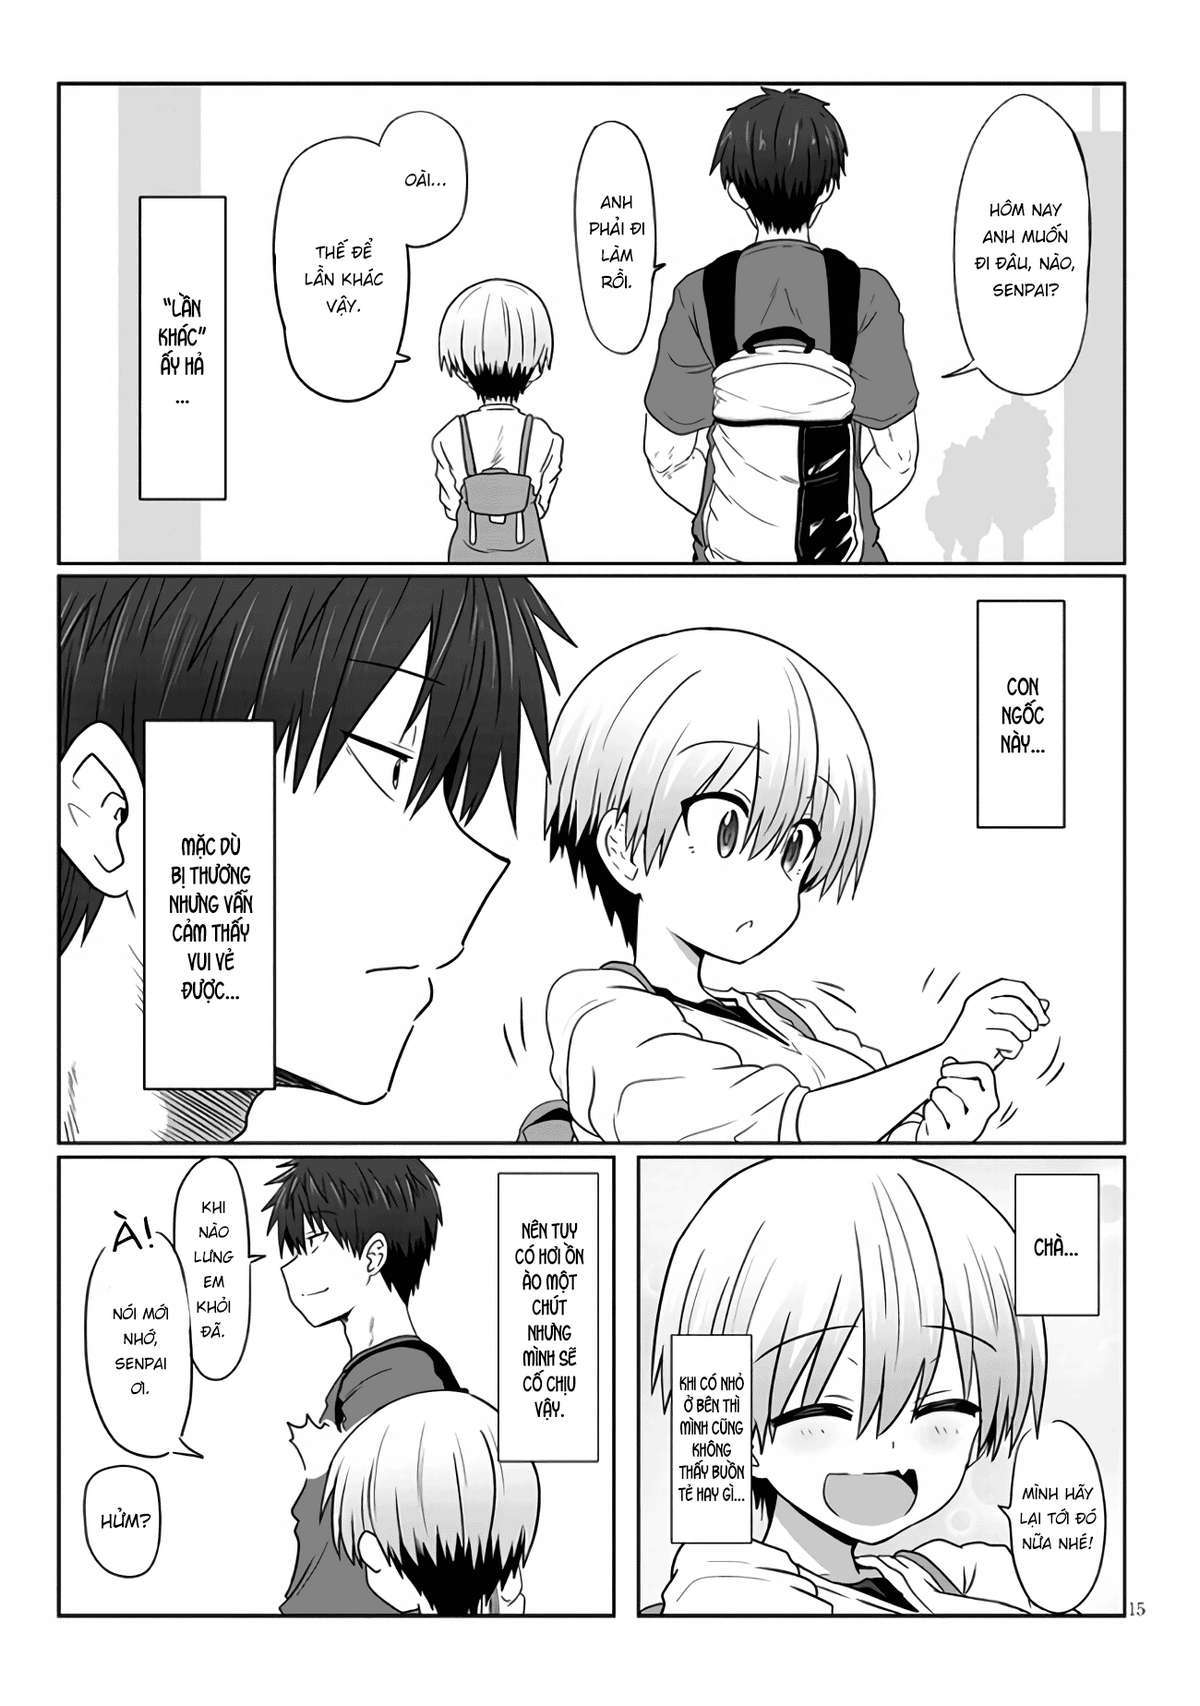 HÔM NAY
ANH MUỐN
ĐI ĐÂU, NÀO,
SENPAI?
ANH
PHẢI ĐI
LÀM
RỒI.
OÀI...
THẾ ĐỂ
LẦN KHÁC
VẬY.
"LẦN
KHÁC"
ẤY HẢ
...
CON
NGỐC
NÀY...
MẶC DÙ
BỊ THƯƠNG
NHƯNG VẪN
CẢM THẤY
VUI VẺ
ĐƯỢC...
CHÀ...
KHI CÓ NHỎ
Ở BÊN THÌ
MÌNH CŨNG
KHÔNG
THẤY BUỒN
TẺ HAY GÌ...
MÌNH HÃY
LẠI TỚI ĐÓ
NỮA NHÉ!
NÊN TUY
CÓ HƠI ỒN
ÀO MỘT
CHÚT
NHƯNG
MÌNH SẼ
CỐ CHỊU
VẬY.
KHI
NÀO
LƯNG
EM
KHỎI
ĐÃ.
À!
NÓI MỚI
NHỚ,
SENPAI
ƠI.
HỬM?
15